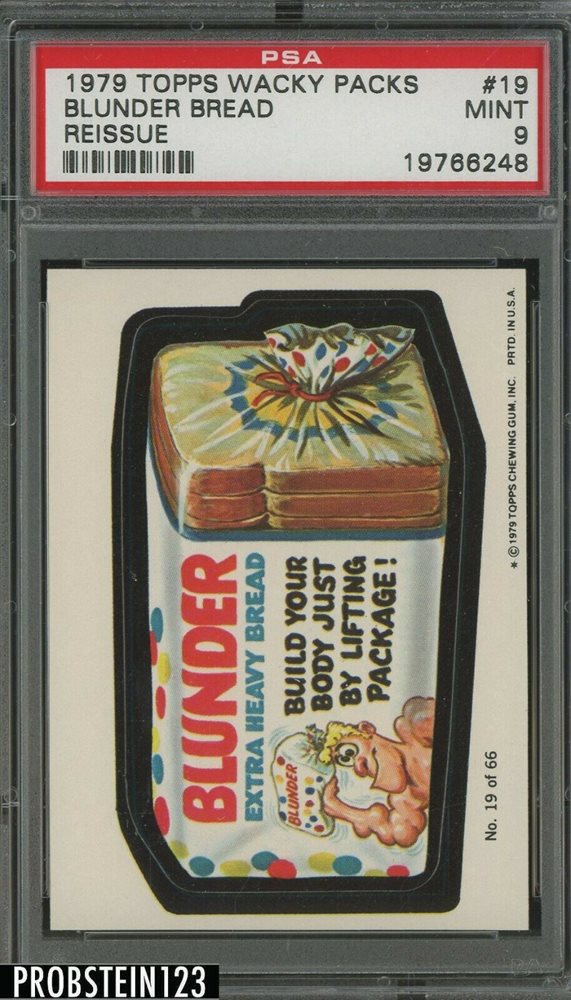 PSA
1979 TOPPS WACKY PACKS #19
BLUNDER BREAD MINT
REISSUE 9
19766248
BLUNDER
EXTRA HEAVY BREAD
BUILD YOUR
BODY JUST
BY LIFTING
PACKAGE!
BLUNDER
No. 19 of 66
* © 1979 TOPPS CHEWING GUM, INC. PRTD. IN U.S.A.
PROBSTEIN123